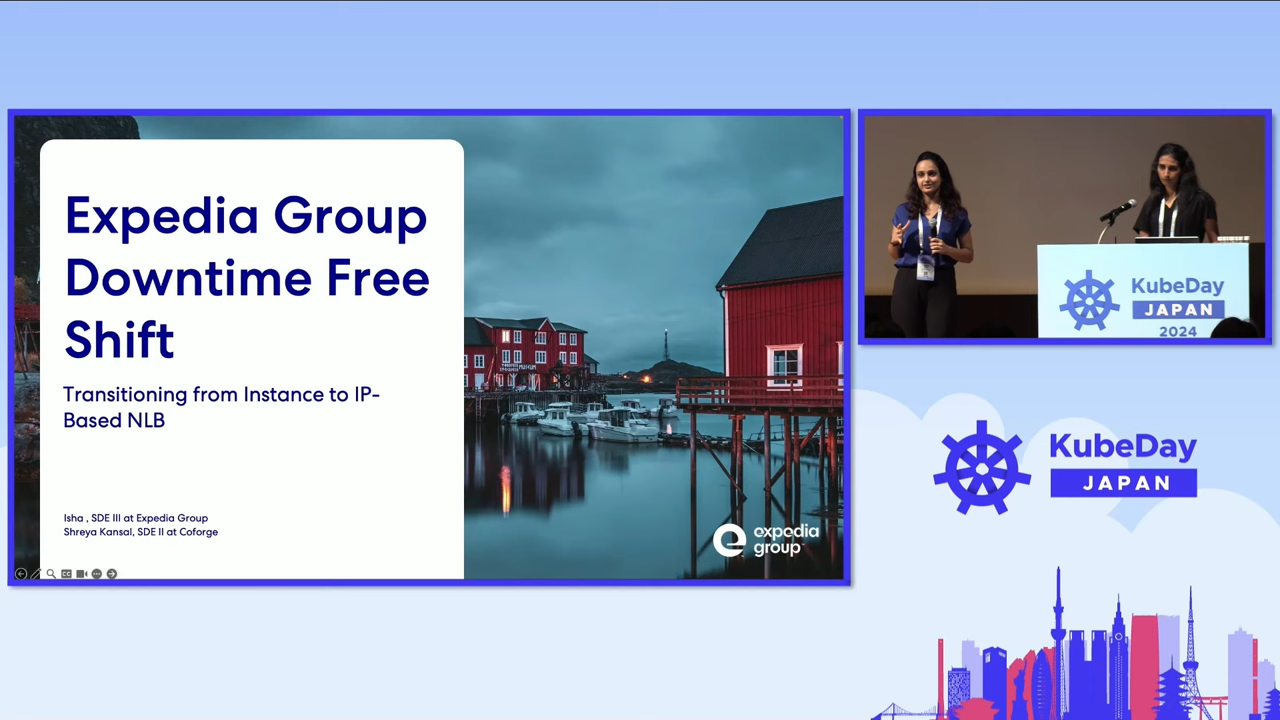 Expedia Group
Downtime Free
Shift
Transitioning from Instance to IP-
Based NLB
Isha , SDE III at Expedia Group
Shreya Kansal, SDE II at Coforge
expedia
group
KubeDay
JAPAN
2024
KubeDay
JAPAN